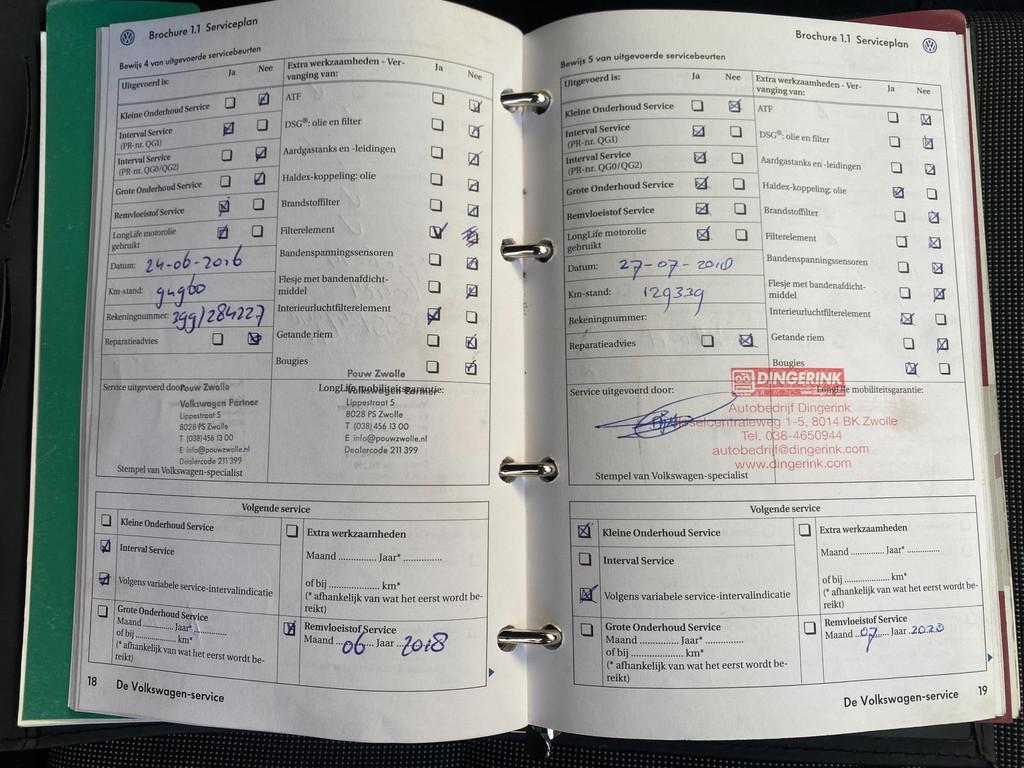 Brochure 1.1 Serviceplan
Bewijs 4 van uitgevoerde servicebeurten
Uitgevoerd is: Ja Nee
Kleine Onderhoud Service
Interval Service
(PR-nr. QG1)
Interval Service
(PR-nr. QG0/QG2)
Grote Onderhoud Service
Remvloeistof Service
LongLife motorolie
gebruikt
Datum: 24-06-2016
Km-stand:
Rekeningnummer: 399/284227
Reparatieadvies
Extra werkzaamheden - Ver-
vanging van: Ja Nee
ATF
DSG®: olie en filter
Aardgastanks en -leidingen
Haldex-koppeling: olie
Brandstoffilter
Filterelement
Bandenspanningssensoren
Flesje met bandenafdicht-
middel
Interieurluchtfilterelement
Getande riem
Bougies
Service uitgevoerd door:
Pouw Zwolle
Volkswagen Partner
Lippestraat 5
8028 PS Zwolle
T (038) 456 13 00
E info@pouwzwolle.nl
Dealercode 211 399
Stempel van Volkswagen-specialist
LongLife mobiliteitsgarantie:
Pouw Zwolle
Volkswagen Partner
Lippestraat 5
8028 PS Zwolle
T (038) 456 13 00
E info@pouwzwolle.nl
Dealercode 211 399
Volgende service
Kleine Onderhoud Service
Interval Service
Volgens variabele service-intervalindicatie
Grote Onderhoud Service
Maand .......... Jaar* ..........
of bij .................... km*
(* afhankelijk van wat het eerst wordt be-
reikt)
Extra werkzaamheden
Maand ............ Jaar* ............
of bij ................ km*
(* afhankelijk van wat het eerst wordt be-
reikt)
Remvloeistof Service
Maand 06 Jaar 2018
18 De Volkswagen-service
Brochure 1.1 Serviceplan
Bewijs 5 van uitgevoerde servicebeurten
Uitgevoerd is: Ja Nee
Kleine Onderhoud Service
Interval Service
(PR-nr. QG1)
Interval Service
(PR-nr. QG0/QG2)
Grote Onderhoud Service
Remvloeistof Service
LongLife motorolie
gebruikt
Datum: 27-07-2018
Km-stand: 129339
Rekeningnummer:
Reparatieadvies
Extra werkzaamheden - Ver-
vanging van: Ja Nee
ATF
DSG®: olie en filter
Aardgastanks en -leidingen
Haldex-koppeling: olie
Brandstoffilter
Filterelement
Bandenspanningssensoren
Flesje met bandenafdicht-
middel
Interieurluchtfilterelement
Getande riem
Bougies
Service uitgevoerd door:
LongLife mobiliteitsgarantie:
DINGERINK
Autobedrijf Dingerink
1-5, 8014 BK Zwolle
Tel. 038-4650944
autobedrijf@dingerink.com
www.dingerink.com
Stempel van Volkswagen-specialist
Volgende service
Kleine Onderhoud Service
Interval Service
Volgens variabele service-intervalindicatie
Grote Onderhoud Service
Maand ............ Jaar* ............
of bij .................... km*
(* afhankelijk van wat het eerst wordt be-
reikt)
Extra werkzaamheden
Maand ............ Jaar* ............
of bij ................ km*
(* afhankelijk van wat het eerst wordt be-
reikt)
Remvloeistof Service
Maand 07 Jaar 2020
De Volkswagen-service 19